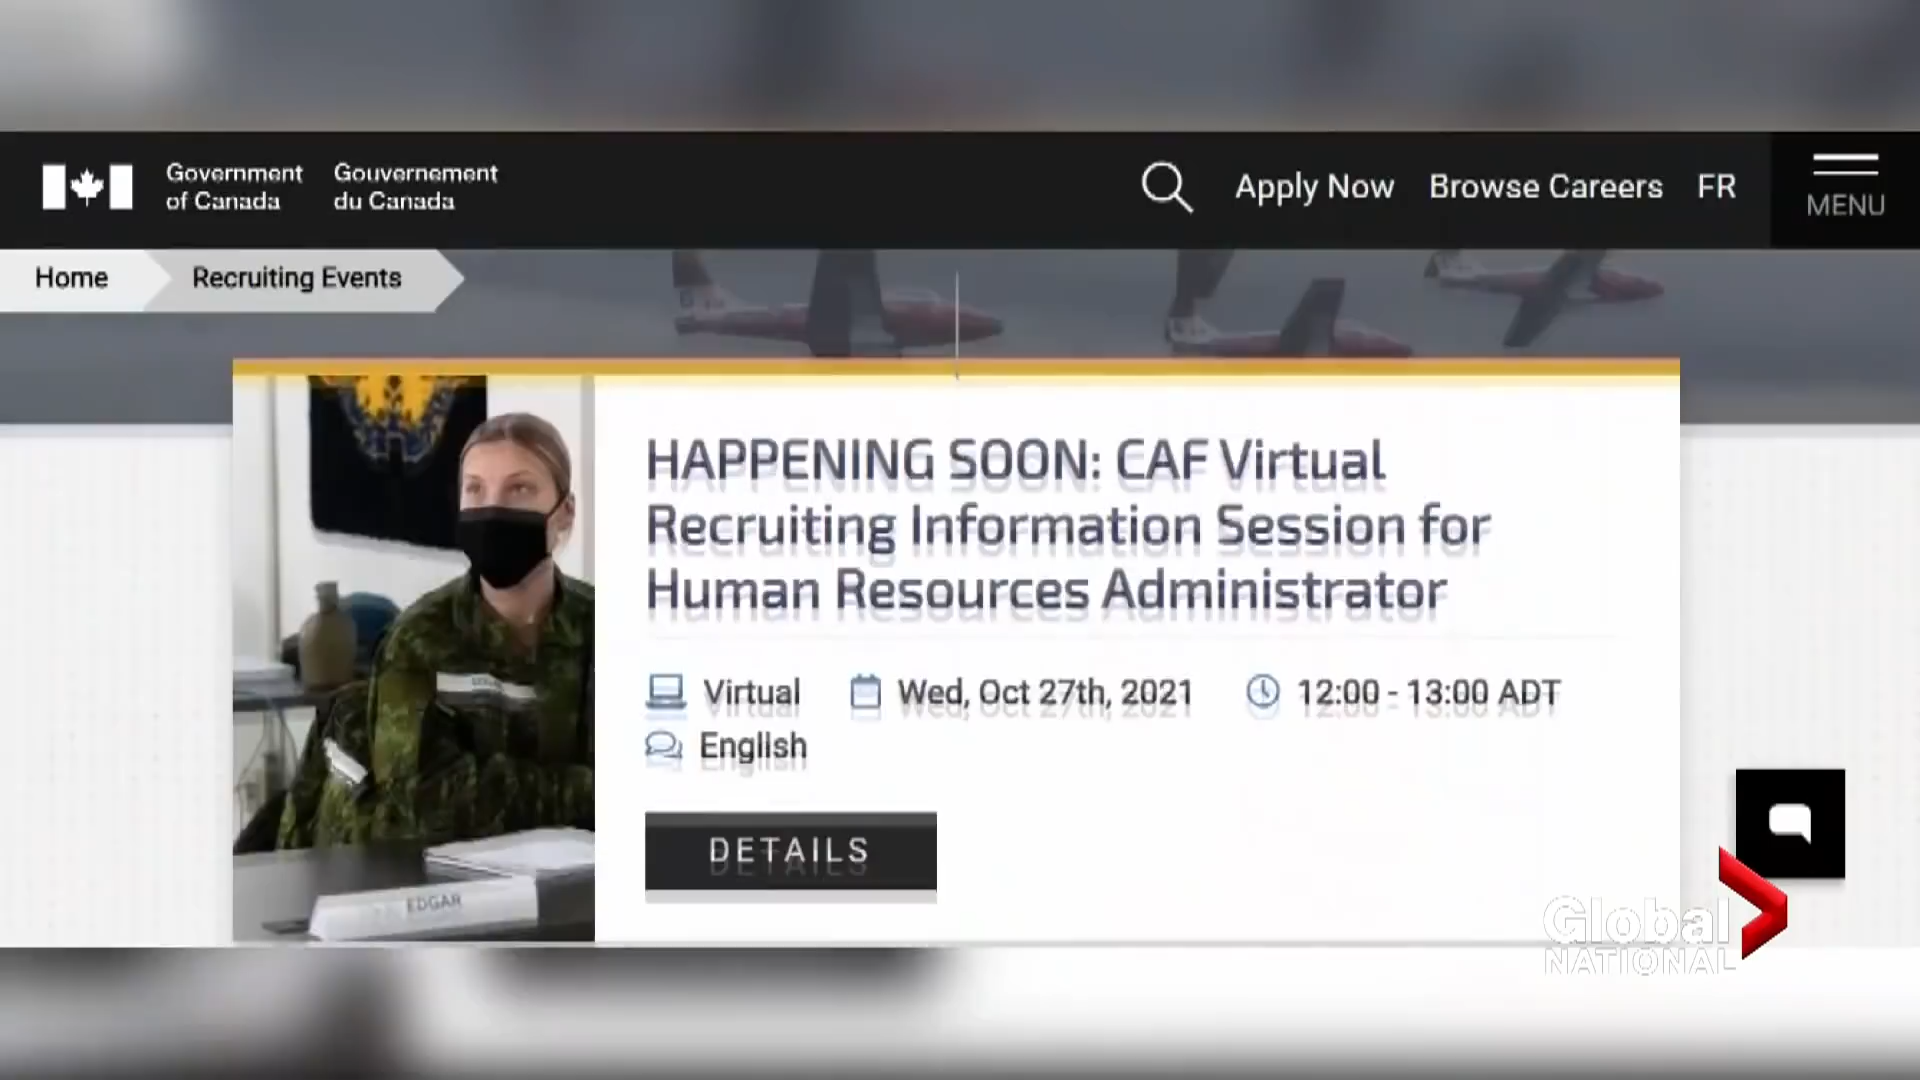 Government of Canada
Gouvernement du Canada
Apply Now
Browse Careers
FR
MENU
Home
Recruiting Events
HAPPENING SOON: CAF Virtual
Recruiting Information Session for
Human Resources Administrator
Virtual
Wed, Oct 27th, 2021
12:00 - 13:00 ADT
English
DETAILS
EDGAR
Global
NATIONAL